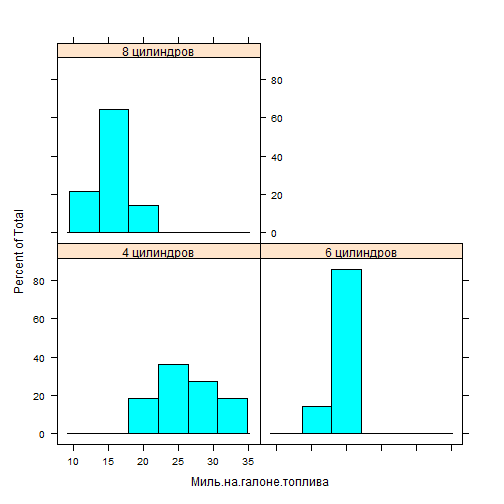 8 цилиндров
80
60
40
20
0
Percent of Total
4 цилиндров
6 цилиндров
80
60
40
20
0
10 15 20 25 30 35
Миль.на.галоне.топлива